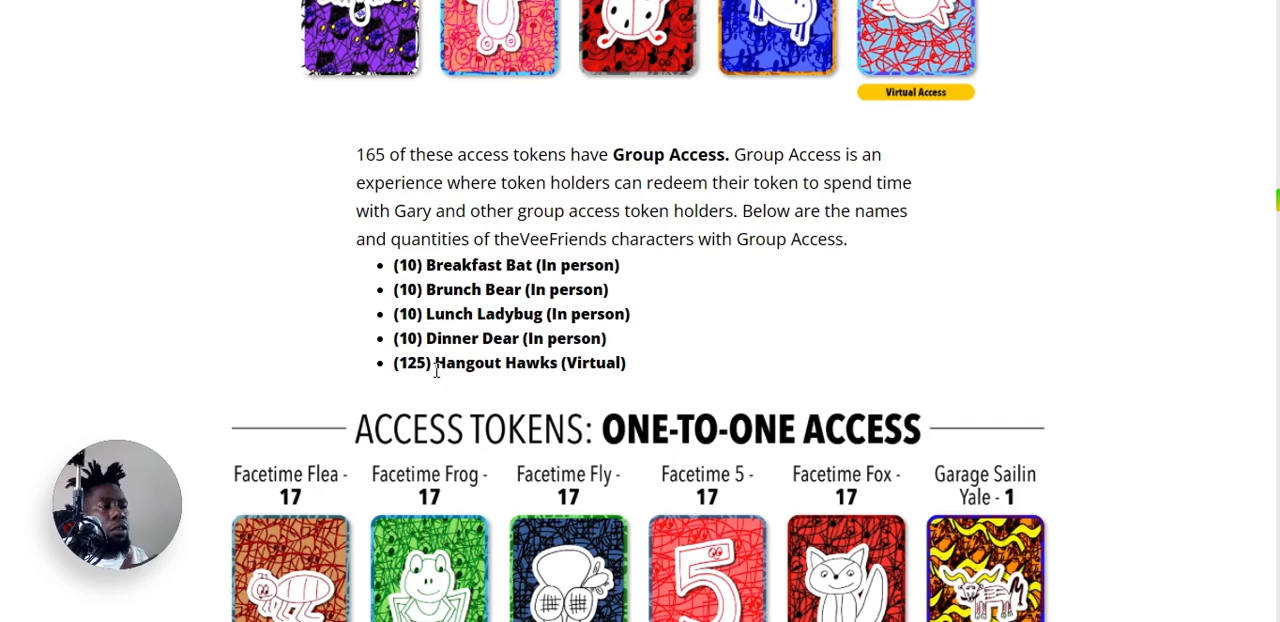 Virtual Access
165 of these access tokens have Group Access. Group Access is an
experience where token holders can redeem their token to spend time
with Gary and other group access token holders. Below are the names
and quantities of theVeeFriends characters with Group Access.
• (10) Breakfast Bat (In person)
• (10) Brunch Bear (In person)
• (10) Lunch Ladybug (In person)
• (10) Dinner Dear (In person)
• (125) Hangout Hawks (Virtual)
ACCESS TOKENS: ONE-TO-ONE ACCESS
Facetime Flea -
17
Facetime Frog -
17
Facetime Fly -
17
Facetime 5 -
17
Facetime Fox -
17
Garage Sailin
Yale - 1
5